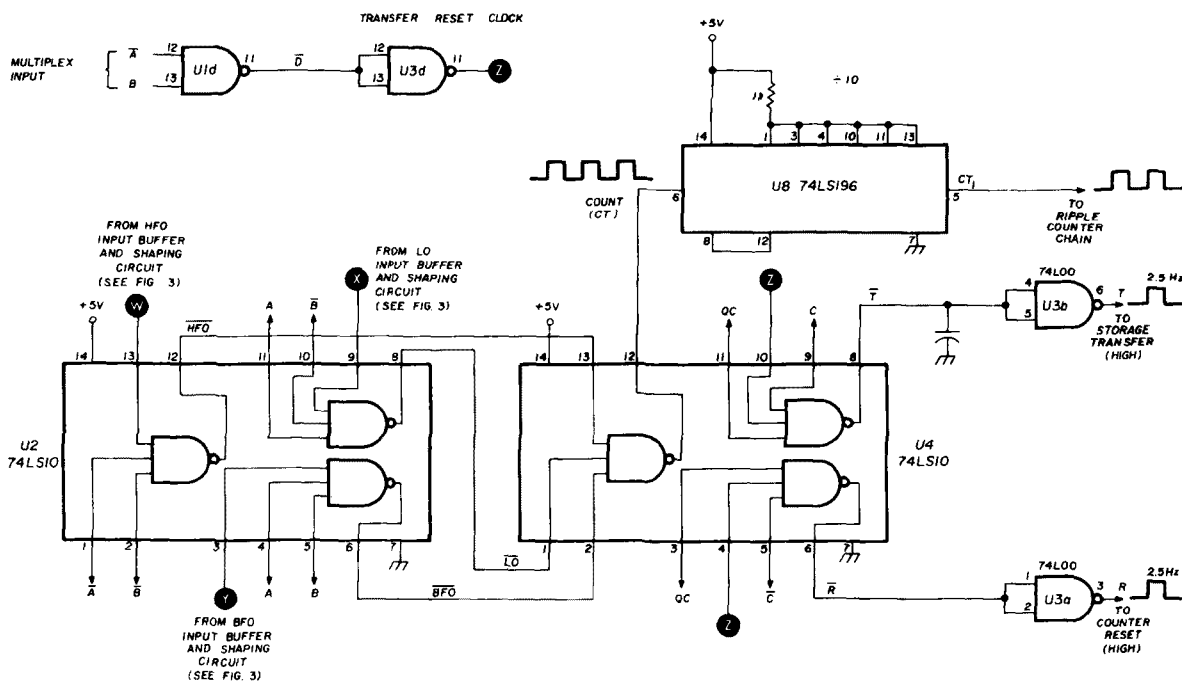 TRANSFER RESET CLOCK
MULTIPLEX
INPUT
A̅
B
12
13
U1d
11
D̅
12
13
U3d
11
Z
+5V
1k
÷10
14
1
3
4
10
11
13
U8 74LS196
6
5
8
12
7
COUNT
(CT)
CT1
TO
RIPPLE
COUNTER
CHAIN
FROM HFO
INPUT BUFFER
AND SHAPING
CIRCUIT
(SEE FIG. 3)
W
FROM LO
INPUT BUFFER
AND SHAPING
CIRCUIT
(SEE FIG. 3)
X
+5V
H̅F̅O̅
A
B̅
14
13
12
11
10
9
8
U2
74LS10
1
2
3
4
5
6
7
A̅
B̅
Y
A
B
B̅F̅O̅
L̅O̅
FROM BFO
INPUT BUFFER
AND SHAPING
CIRCUIT
(SEE FIG. 3)
+5V
QC
Z
C
T̅
14
13
12
11
10
9
8
U4
74LS10
1
2
3
4
5
6
7
QC
Z
C̅
R̅
74L00
4
5
U3b
6
T
2.5 Hz
TO
STORAGE
TRANSFER
(HIGH)
74L00
1
2
U3a
3
R
2.5Hz
TO
COUNTER
RESET
(HIGH)